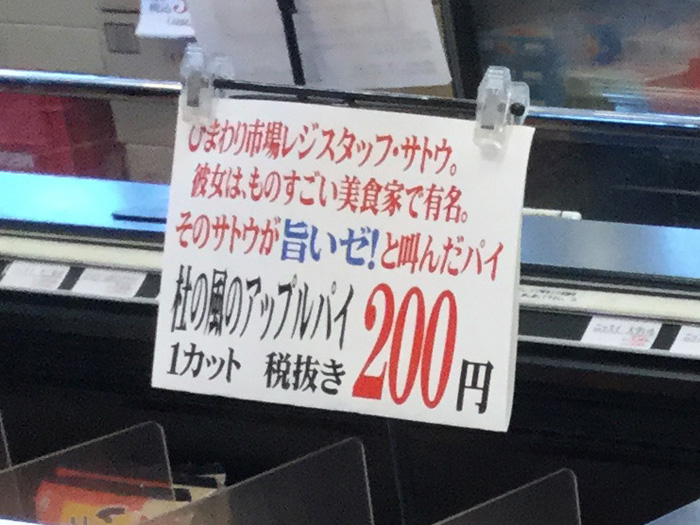 ひまわり市場レジスタッフ・サトウ。
彼女は、ものすごい美食家で有名。
そのサトウが旨いゼ!と叫んだパイ
杜の風のアップルパイ
1カット 税抜き 200円